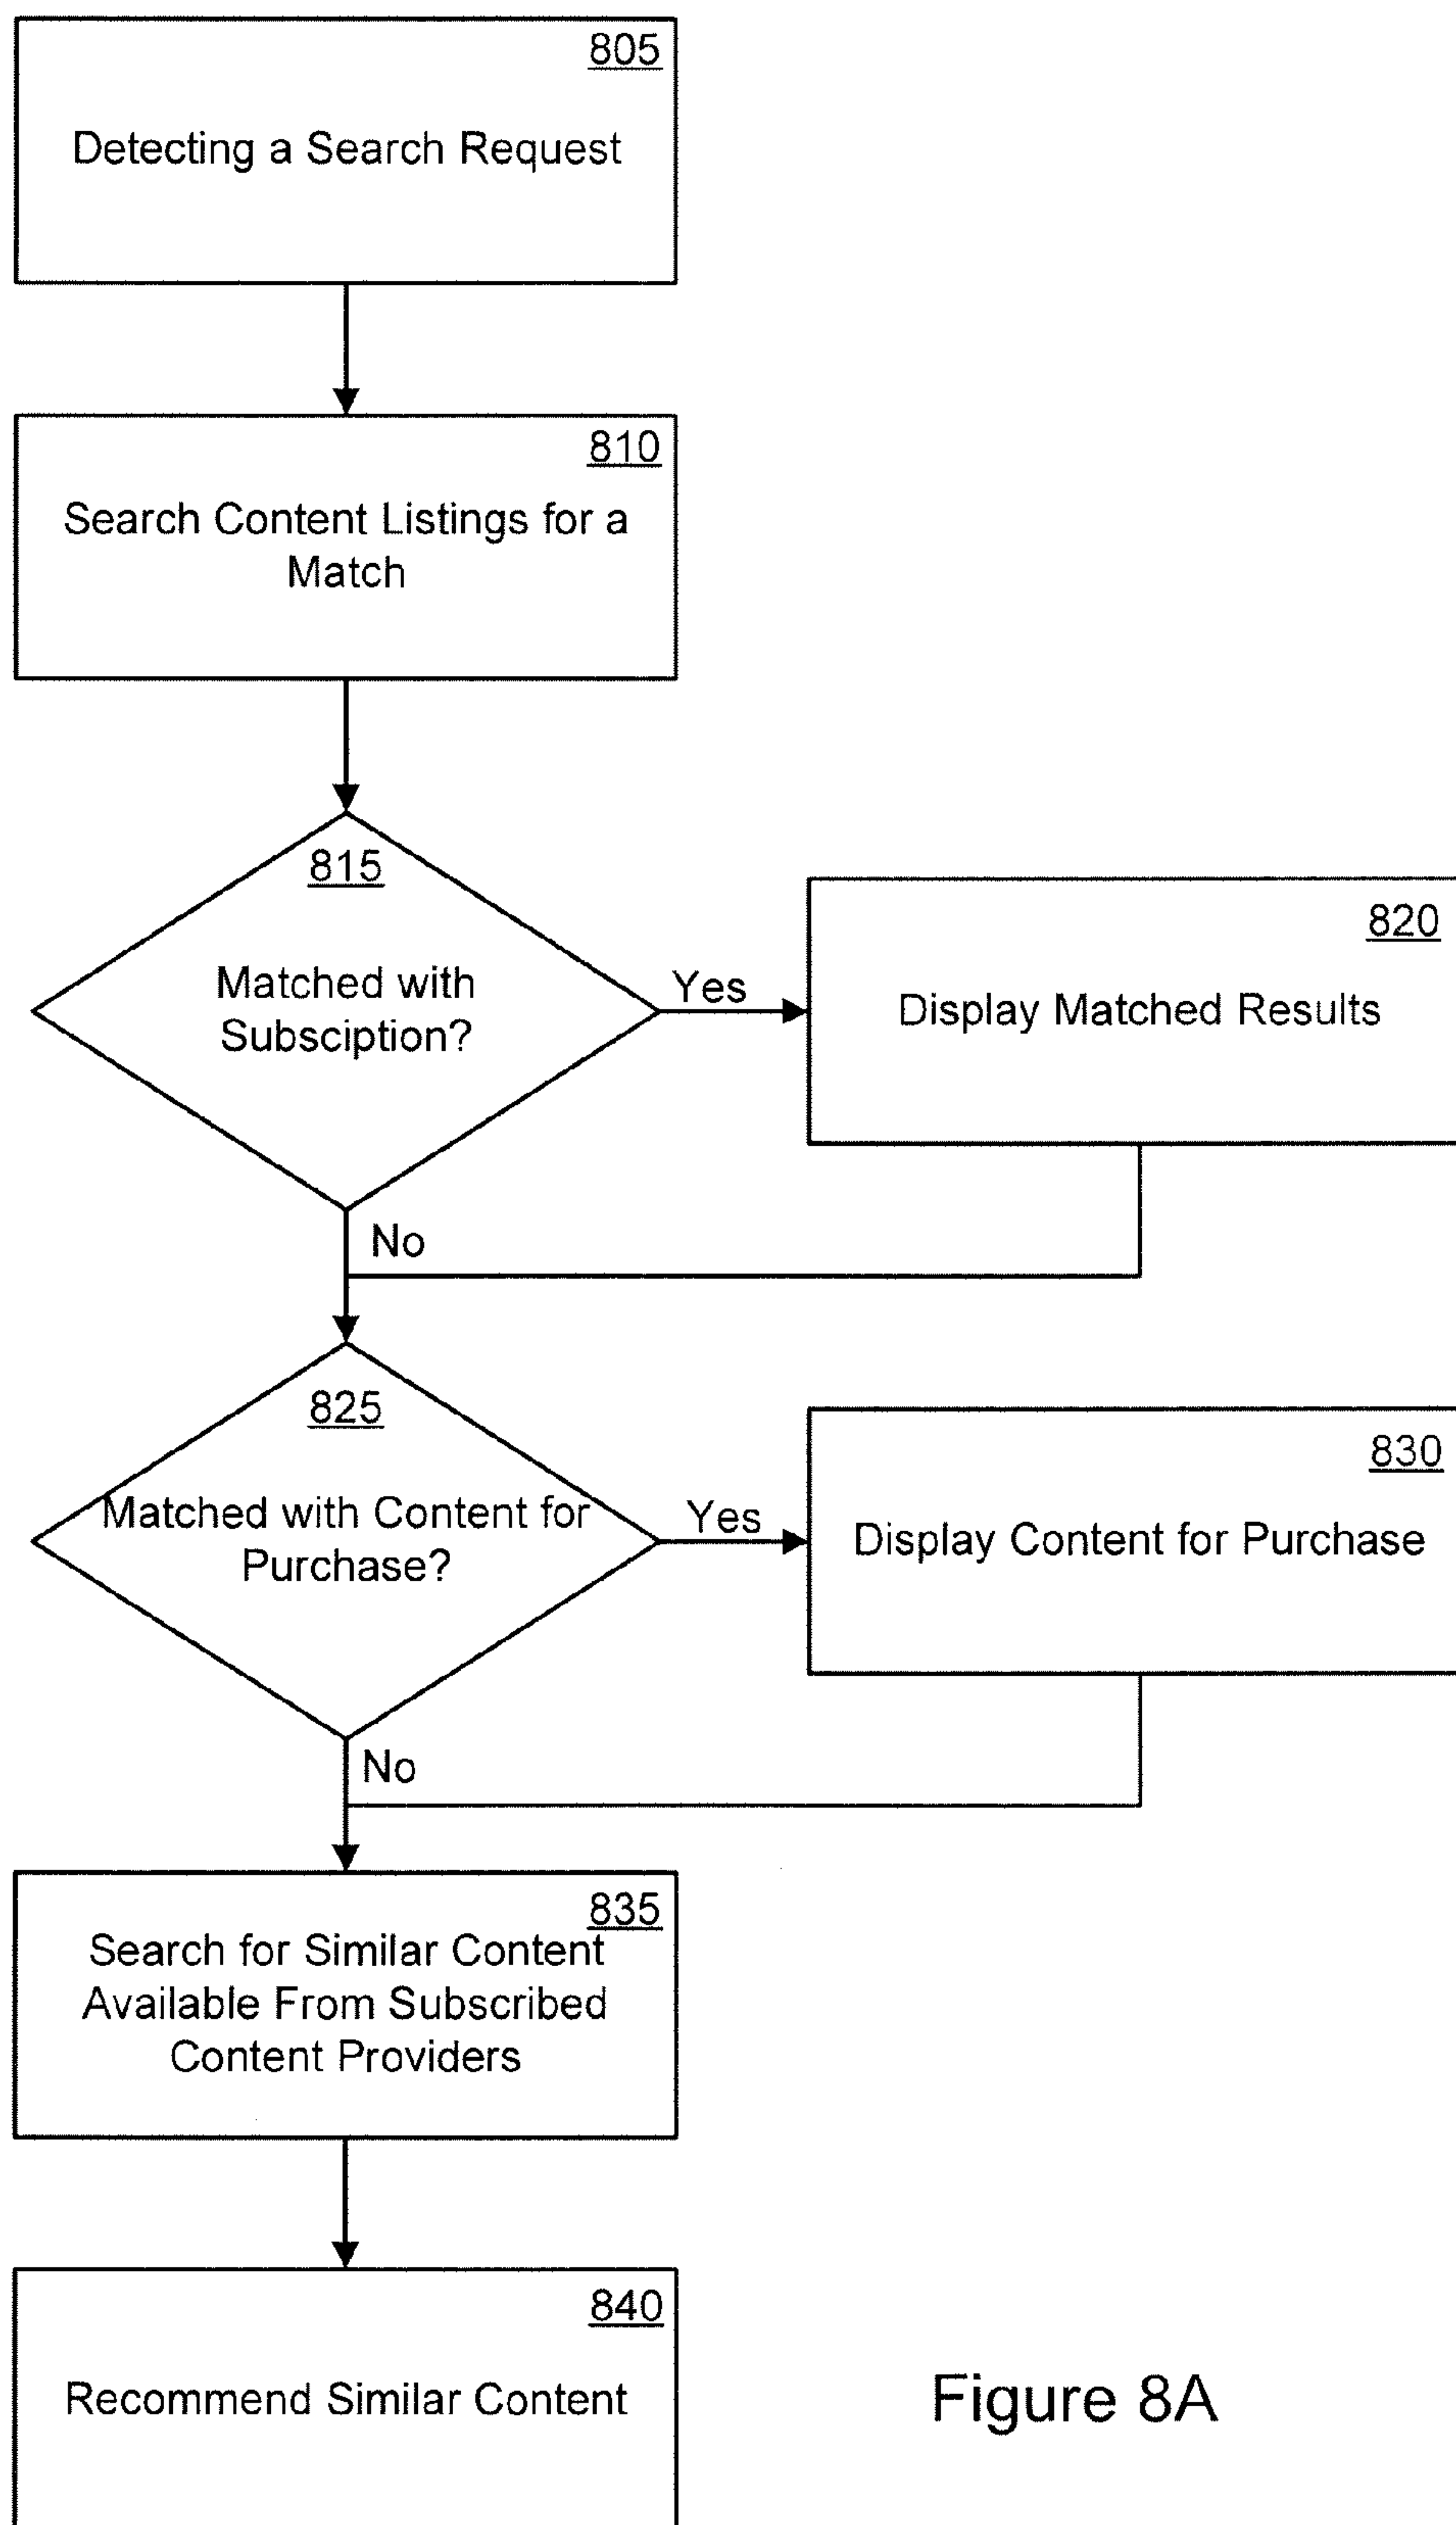 805
Detecting a Search Request
810
Search Content Listings for a
Match
815
Matched with
Subsciption?
Yes
820
Display Matched Results
No
825
Matched with Content for
Purchase?
Yes
830
Display Content for Purchase
No
835
Search for Similar Content
Available From Subscribed
Content Providers
840
Recommend Similar Content
Figure 8A